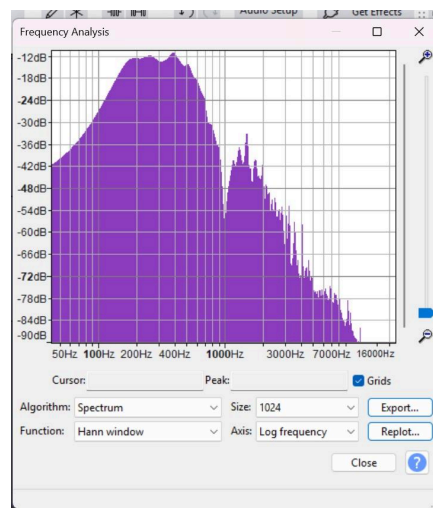 Audio Setup Get Effects
Frequency Analysis
-12dB
-18dB
-24dB
-30dB
-36dB
-42dB
-48dB
-54dB
-60dB
-66dB
-72dB
-78dB
-84dB
-90dB
50Hz 100Hz 200Hz 400Hz 1000Hz 3000Hz 7000Hz 16000Hz
Cursor: Peak: Grids
Algorithm: Spectrum Size: 1024 Export...
Function: Hann window Axis: Log frequency Replot...
Close ?